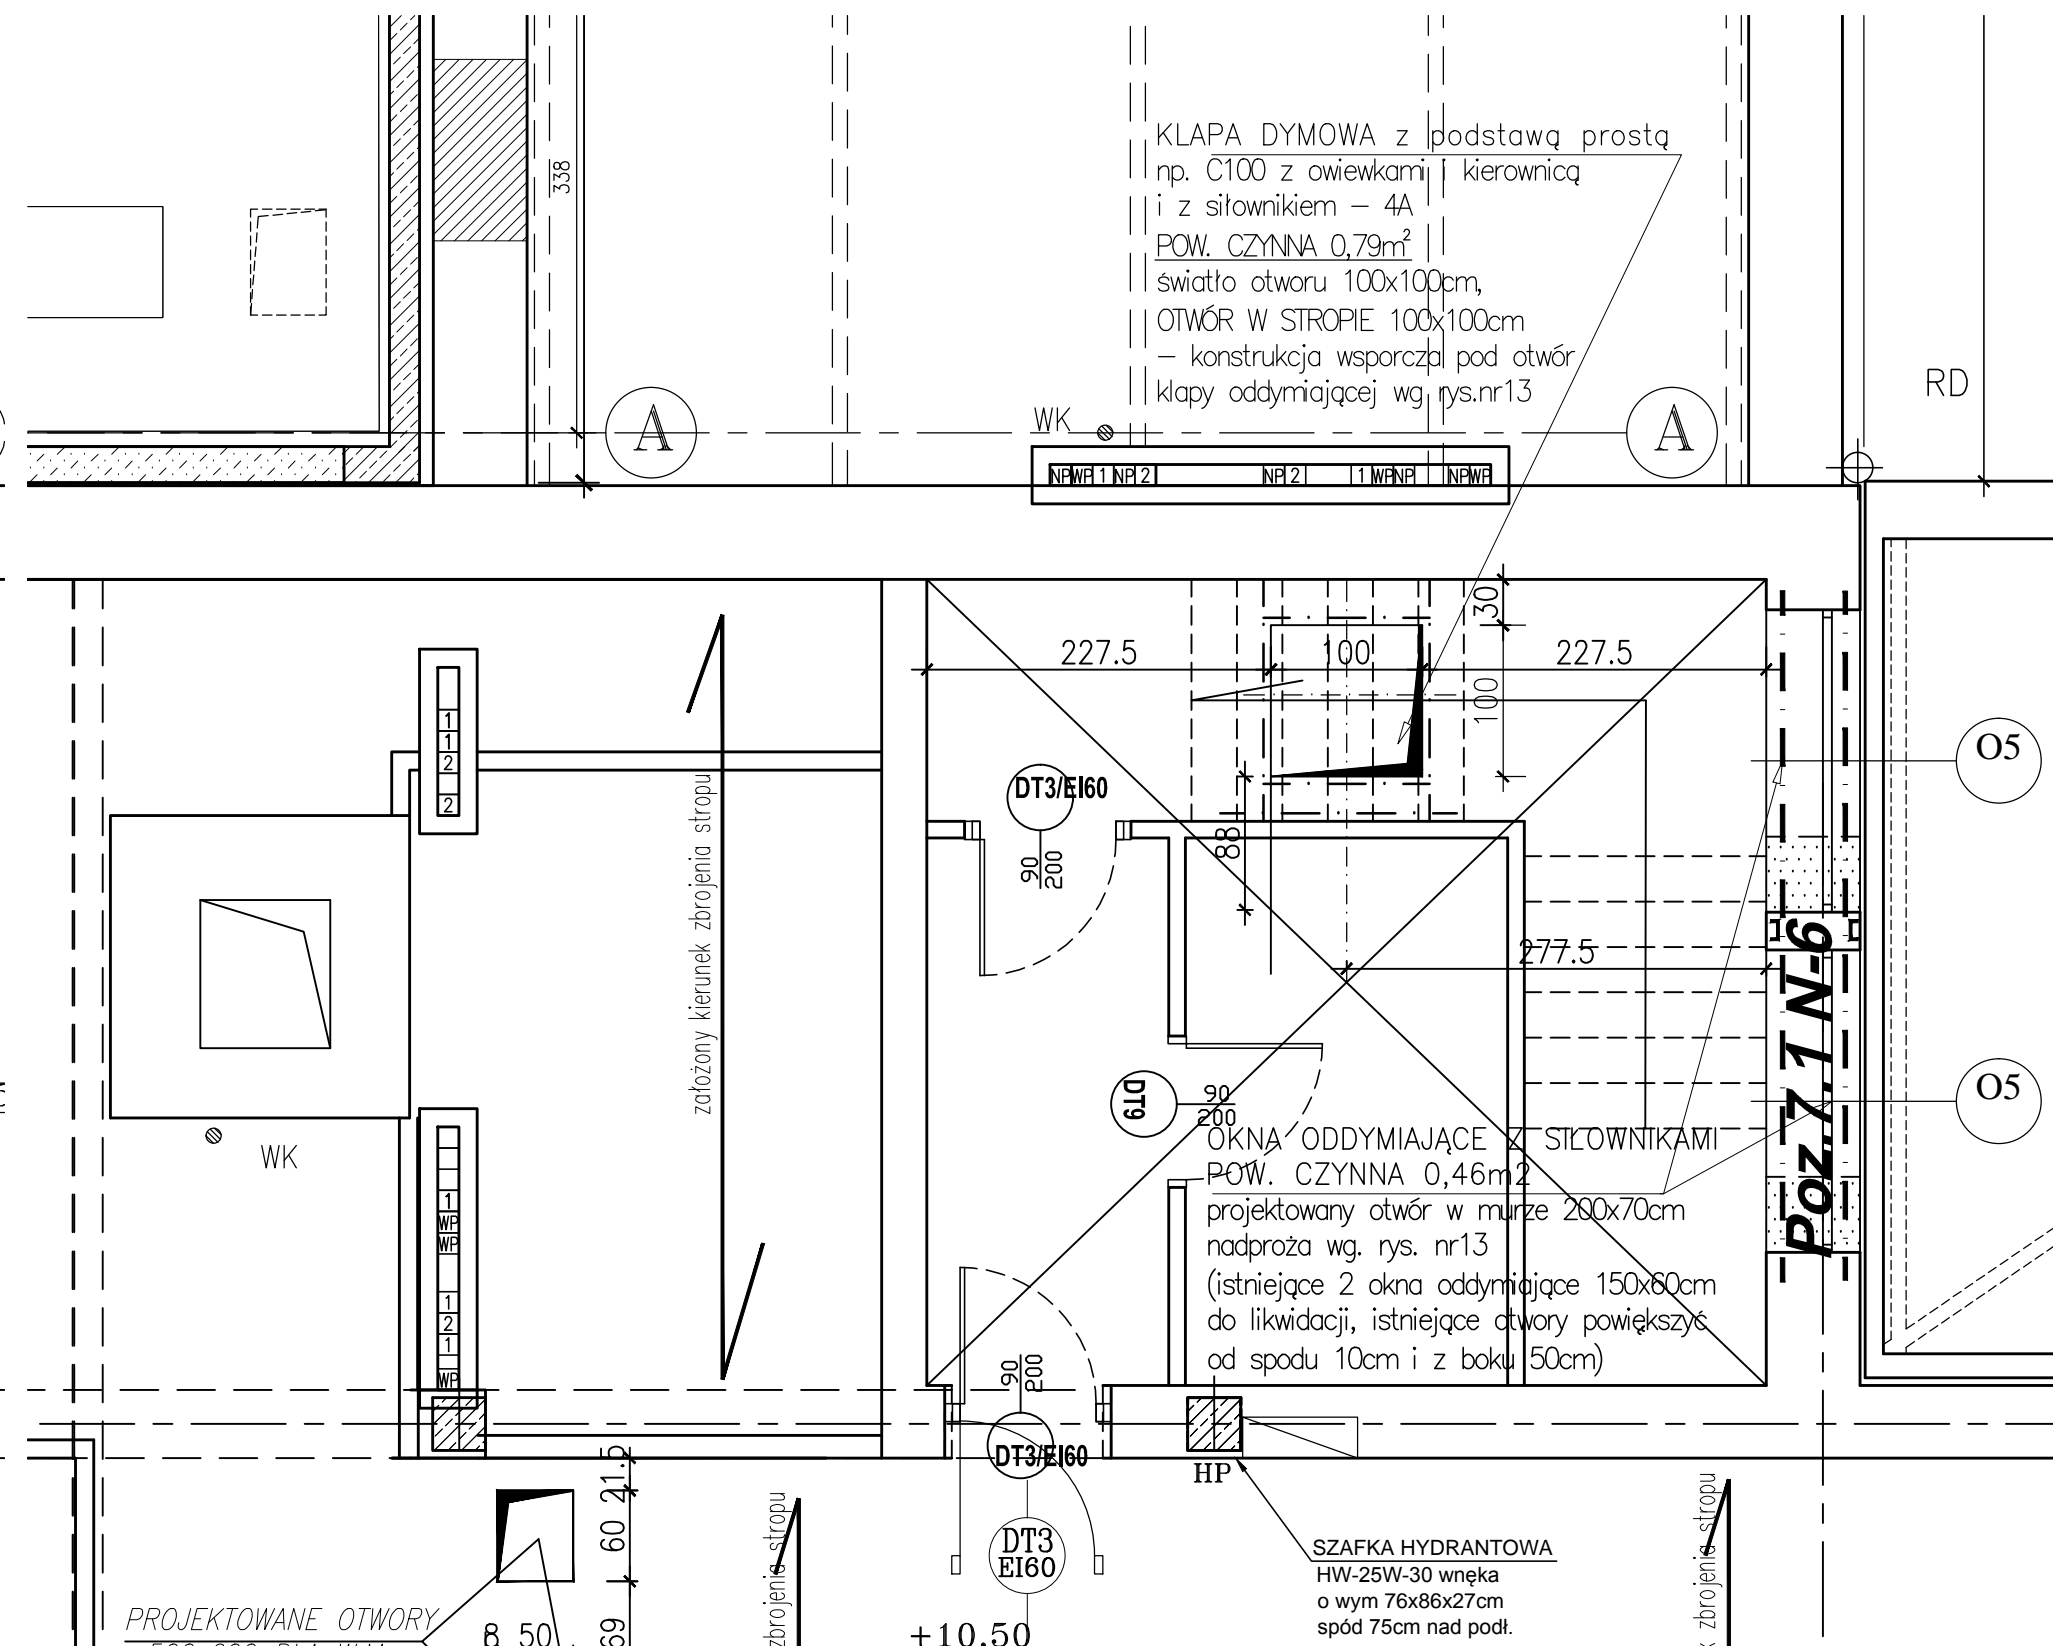 KLAPA DYMOWA z podstawą prostą
np. C100 z owiewkami i kierownicą
i z siłownikiem – 4A
POW. CZYNNA 0,79m²
światło otworu 100x100cm,
OTWÓR W STROPIE 100x100cm
– konstrukcja wsporcza pod otwór
klapy oddymiającej wg rys.nr13
338
RD
A
A
WK
NP WP 1 NP 2 NP 2 1 WP NP NP WP
30
227.5 100 227.5
100
1
1
2
2
założony kierunek zbrojenia stropu
DT3/EI60
90
200
88
O5
277.5
Poz.7.1 N-6
DT9
90
200
O5
WK
OKNA ODDYMIAJĄCE Z SIŁOWNIKAMI
POW. CZYNNA 0,46m2
projektowany otwór w murze 200x70cm
nadproża wg. rys. nr13
(istniejące 2 okna oddymiające 150x60cm
do likwidacji, istniejące otwory powiększyć
od spodu 10cm i z boku 50cm)
1
WP
WP
1
2
1
WP
90
200
DT3/EI60
HP
21.5
60
69
DT3
EI60
zbrojenia stropu
zbrojenia stropu
SZAFKA HYDRANTOWA
HW-25W-30 wnęka
o wym 76x86x27cm
spód 75cm nad podł.
PROJEKTOWANE OTWORY
8 50
+10.50